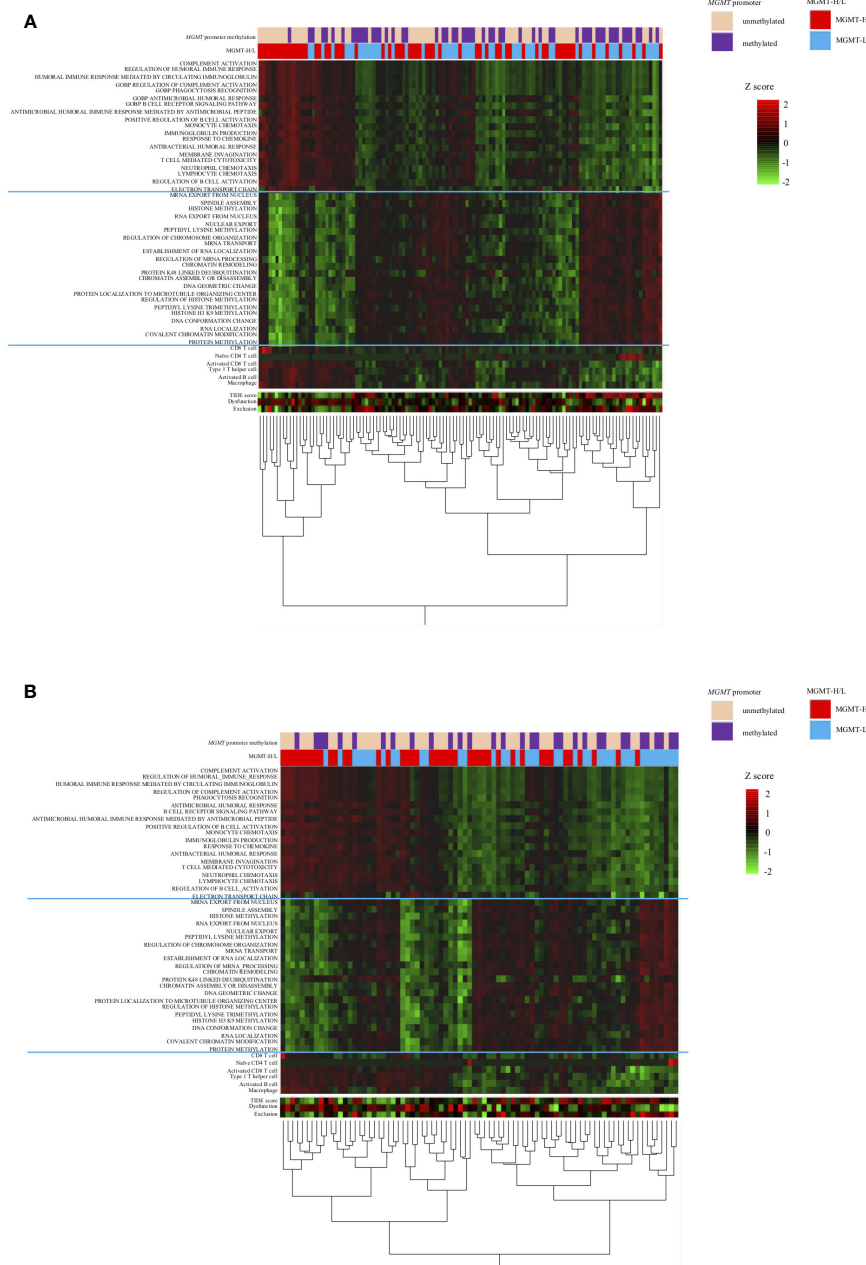 A
MGMT promoter
MGMT-H/L
unmethylated
MGMT-H
methylated
MGMT-L
MGMT promoter methylation
MGMT-H/L
COMPLEMENT ACTIVATION
REGULATION OF HUMORAL IMMUNE RESPONSE
HUMORAL IMMUNE RESPONSE MEDIATED BY CIRCULATING IMMUNOGLOBULIN
GOBP REGULATION OF COMPLEMENT ACTIVATION
GOBP PHAGOCYTOSIS RECOGNITION
GOBP ANTIMICROBIAL HUMORAL RESPONSE
GOBP B CELL RECEPTOR SIGNALING PATHWAY
ANTIMICROBIAL HUMORAL IMMUNE RESPONSE MEDIATED BY ANTIMICROBIAL PEPTIDE
POSITIVE REGULATION OF B CELL ACTIVATION
MONOCYTE CHEMOTAXIS
IMMUNOGLOBULIN PRODUCTION
RESPONSE TO CHEMOKINE
ANTIBACTERIAL HUMORAL RESPONSE
MEMBRANE INVAGINATION
T CELL MEDIATED CYTOTOXICITY
NEUTROPHIL CHEMOTAXIS
LYMPHOCYTE CHEMOTAXIS
REGULATION OF B CELL ACTIVATION
ELECTRON TRANSPORT CHAIN
MRNA EXPORT FROM NUCLEUS
SPINDLE ASSEMBLY
HISTONE METHYLATION
RNA EXPORT FROM NUCLEUS
NUCLEAR EXPORT
PEPTIDYL LYSINE METHYLATION
REGULATION OF CHROMOSOME ORGANIZATION
MRNA TRANSPORT
ESTABLISHMENT OF RNA LOCALIZATION
REGULATION OF MRNA PROCESSING
CHROMATIN REMODELING
PROTEIN K48 LINKED DEUBIQUITINATION
CHROMATIN ASSEMBLY OR DISASSEMBLY
DNA GEOMETRIC CHANGE
PROTEIN LOCALIZATION TO MICROTUBULE ORGANIZING CENTER
REGULATION OF HISTONE METHYLATION
PEPTIDYL LYSINE TRIMETHYLATION
HISTONE H3 K9 METHYLATION
DNA CONFORMATION CHANGE
RNA LOCALIZATION
COVALENT CHROMATIN MODIFICATION
PROTEIN METHYLATION
CD8 T cell
Naive CD4 T cell
Activated CD8 T cell
Type 1 T helper cell
Activated B cell
Macrophage
TIDE score
Dysfunction
Exclusion
Z score
2
1
0
-1
-2
B
MGMT promoter
MGMT-H/L
unmethylated
MGMT-H
methylated
MGMT-L
MGMT promoter methylation
MGMT-H/L
COMPLEMENT ACTIVATION
REGULATION OF HUMORAL_IMMUNE_RESPONSE
HUMORAL IMMUNE RESPONSE MEDIATED BY CIRCULATING IMMUNOGLOBULIN
REGULATION OF COMPLEMENT ACTIVATION
PHAGOCYTOSIS RECOGNITION
ANTIMICROBIAL HUMORAL RESPONSE
B CELL RECEPTOR SIGNALING PATHWAY
ANTIMICROBIAL HUMORAL IMMUNE RESPONSE MEDIATED BY ANTIMICROBIAL PEPTIDE
POSITIVE REGULATION OF B CELL ACTIVATION
MONOCYTE CHEMOTAXIS
IMMUNOGLOBULIN PRODUCTION
RESPONSE TO CHEMOKINE
ANTIBACTERIAL HUMORAL RESPONSE
MEMBRANE INVAGINATION
T CELL MEDIATED CYTOTOXICITY
NEUTROPHIL CHEMOTAXIS
LYMPHOCYTE CHEMOTAXIS
REGULATION OF B CELL_ACTIVATION
ELECTRON TRANSPORT CHAIN
MRNA EXPORT FROM NUCLEUS
SPINDLE ASSEMBLY
HISTONE METHYLATION
RNA EXPORT FROM NUCLEUS
NUCLEAR EXPORT
PEPTIDYL LYSINE METHYLATION
REGULATION OF CHROMOSOME ORGANIZATION
MRNA TRANSPORT
ESTABLISHMENT OF RNA LOCALIZATION
REGULATION OF MRNA_PROCESSING
CHROMATIN REMODELING
PROTEIN K48 LINKED DEUBIQUITINATION
CHROMATIN ASSEMBLY OR DISASSEMBLY
DNA GEOMETRIC CHANGE
PROTEIN LOCALIZATION TO MICROTUBULE ORGANIZING CENTER
REGULATION OF HISTONE METHYLATION
PEPTIDYL LYSINE TRIMETHYLATION
HISTONE H3 K9 METHYLATION
DNA CONFORMATION CHANGE
RNA LOCALIZATION
COVALENT CHROMATIN MODIFICATION
PROTEIN METHYLATION
CD8 T cell
Naive CD4 T cell
Activated CD8 T cell
Type 1 T helper cell
Activated B cell
Macrophage
TIDE score
Dysfunction
Exclusion
Z score
2
1
0
-1
-2